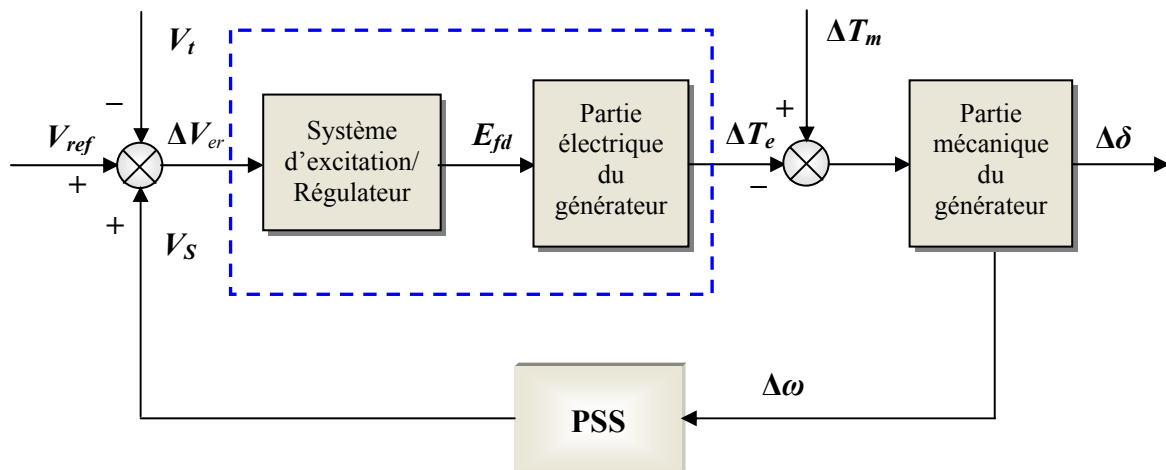 V_t
ΔT_m
–
+
V_ref
ΔV_er
+
+
V_S
Système
d’excitation/
Régulateur
E_fd
Partie
électrique
du
générateur
ΔT_e
–
Partie
mécanique
du
générateur
Δδ
Δω
PSS